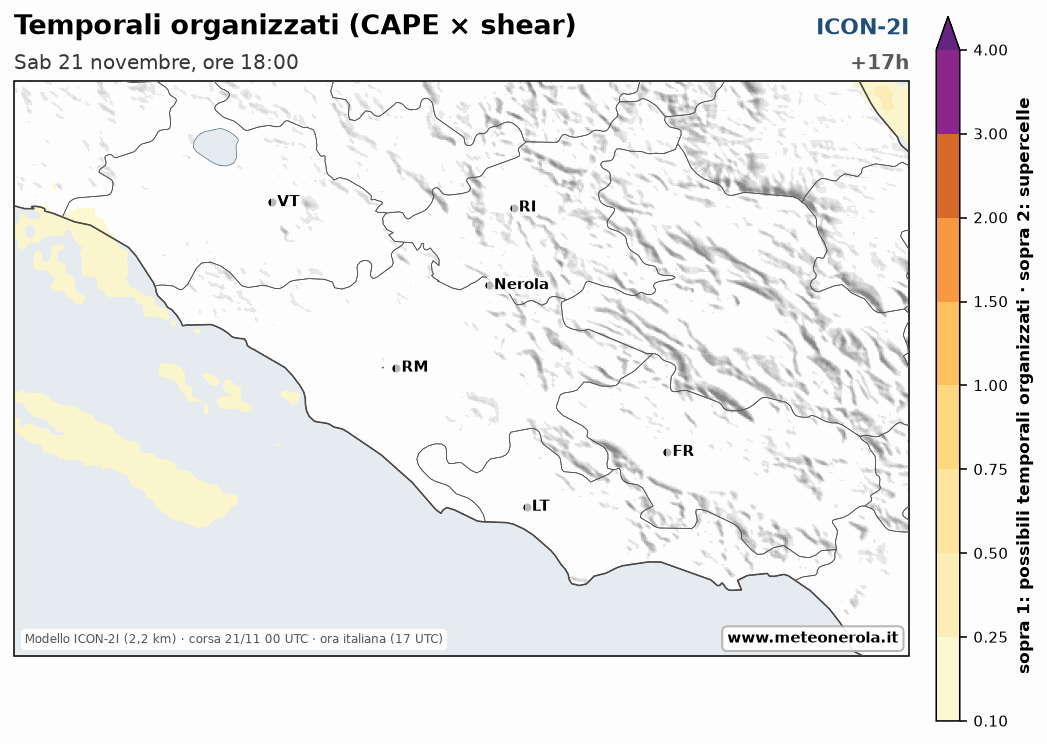 Temporali organizzati (CAPE × shear)
ICON-2I
Sab 21 novembre, ore 18:00
+17h
VT
RI
Nerola
RM
FR
LT
Modello ICON-2I (2,2 km) · corsa 21/11 00 UTC · ora italiana (17 UTC)
www.meteonerola.it
4.00
3.00
2.00
1.50
1.00
0.75
0.50
0.25
0.10
sopra 1: possibili temporali organizzati · sopra 2: supercelle